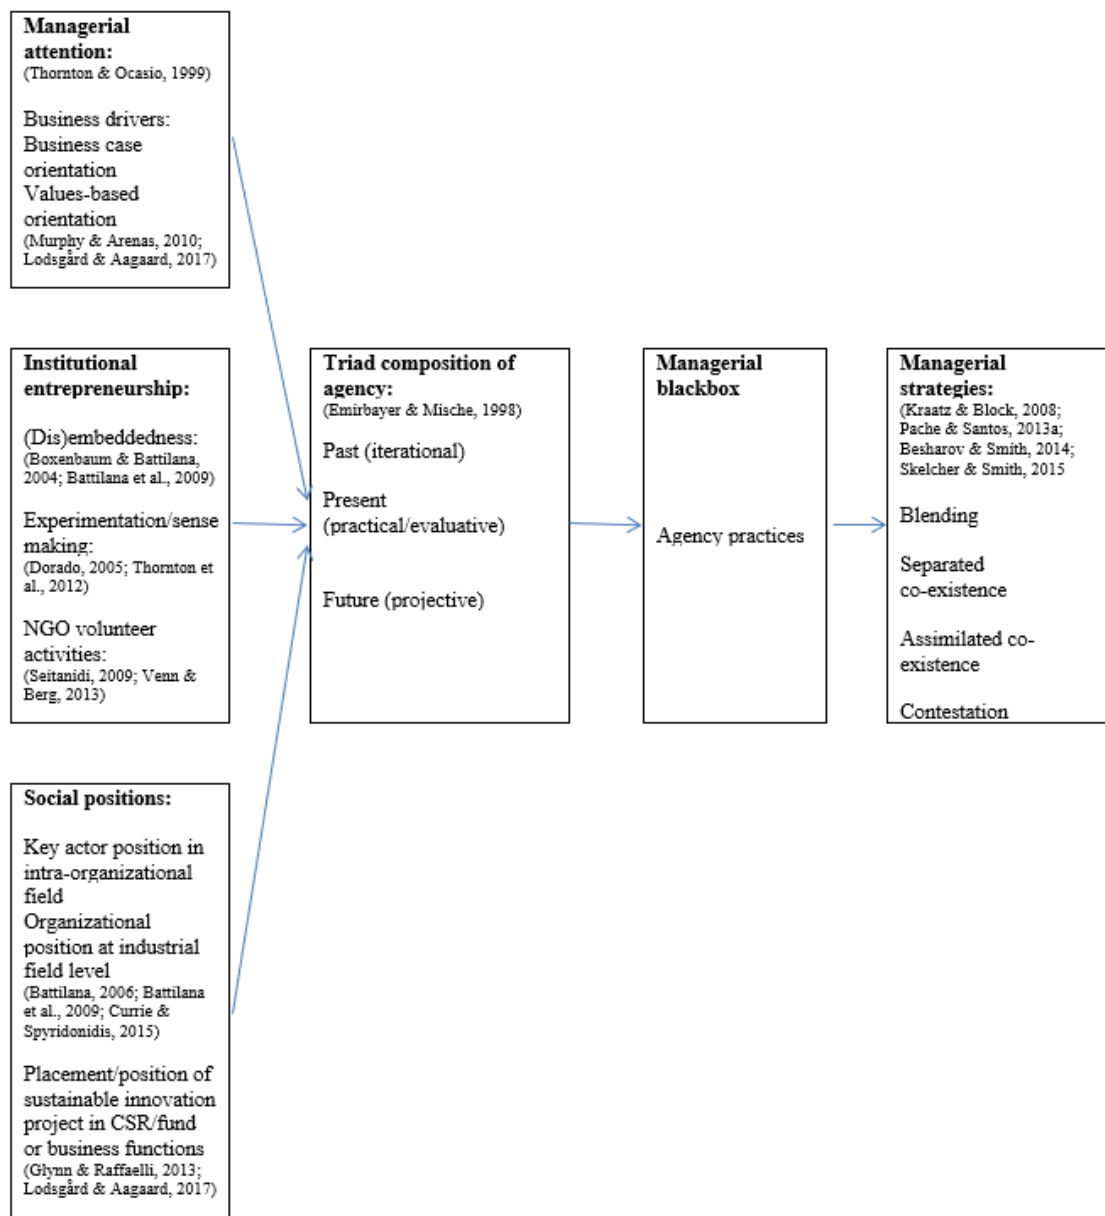 Managerial
attention:
(Thornton & Ocasio, 1999)
Business drivers:
Business case
orientation
Values-based
orientation
(Murphy & Arenas, 2010;
Lodsgård & Aagaard, 2017)
Institutional
entrepreneurship:
(Dis)embeddedness:
(Boxenbaum & Battilana,
2004; Battilana et al., 2009)
Experimentation/sense
making:
(Dorado, 2005; Thornton et
al., 2012)
NGO volunteer
activities:
(Seitanidi, 2009; Venn &
Berg, 2013)
Social positions:
Key actor position in
intra-organizational
field
Organizational
position at industrial
field level
(Battilana, 2006; Battilana
et al., 2009; Currie &
Spyridonidis, 2015)
Placement/position of
sustainable innovation
project in CSR/fund
or business functions
(Glynn & Raffaelli, 2013;
Lodsgård & Aagaard, 2017)
Triad composition of
agency:
(Emirbayer & Mische, 1998)
Past (iterational)
Present
(practical/evaluative)
Future (projective)
Managerial
blackbox
Agency practices
Managerial
strategies:
(Kraatz & Block, 2008;
Pache & Santos, 2013a;
Besharov & Smith, 2014;
Skelcher & Smith, 2015
Blending
Separated
co-existence
Assimilated co-
existence
Contestation